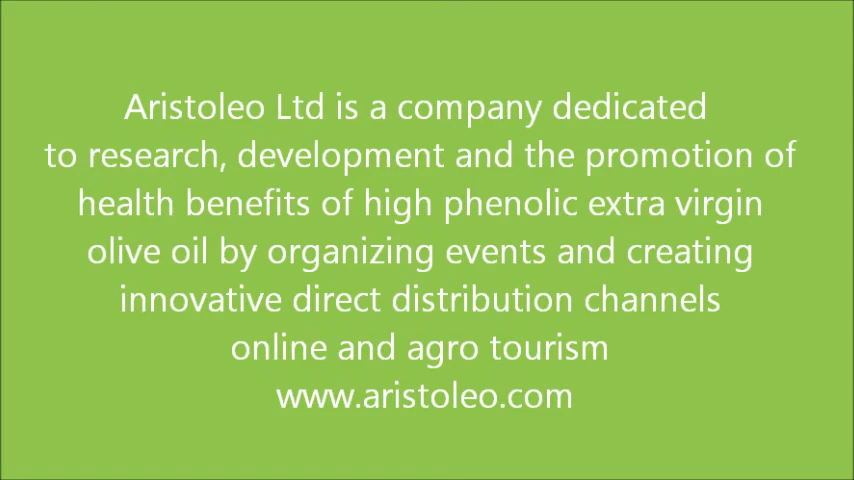 Aristoleo Ltd is a company dedicated
to research, development and the promotion of
health benefits of high phenolic extra virgin
olive oil by organizing events and creating
innovative direct distribution channels
online and agro tourism
www.aristoleo.com